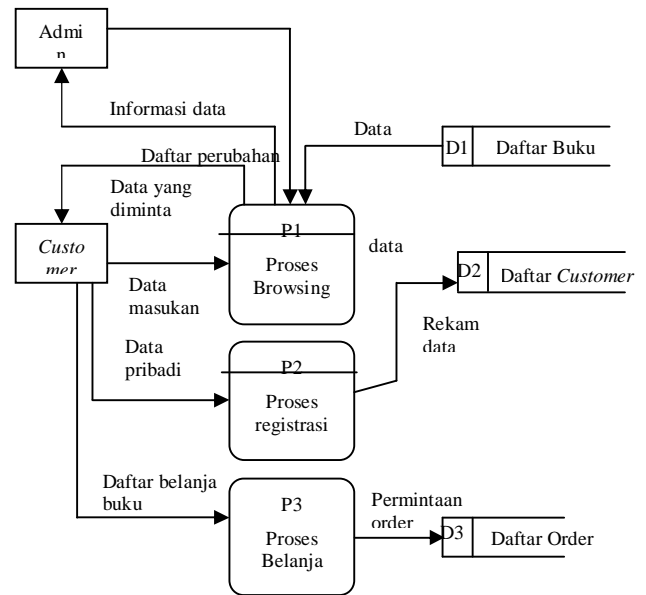 Admi
n
Informasi data
Data
D1 Daftar Buku
Daftar perubahan
Data yang
diminta
P1
Proses
Browsing
data
Custo
mer
D2 Daftar Customer
Data
masukan
Rekam
data
Data
pribadi
P2
Proses
registrasi
Daftar belanja
buku
P3
Proses
Belanja
Permintaan
order
D3 Daftar Order